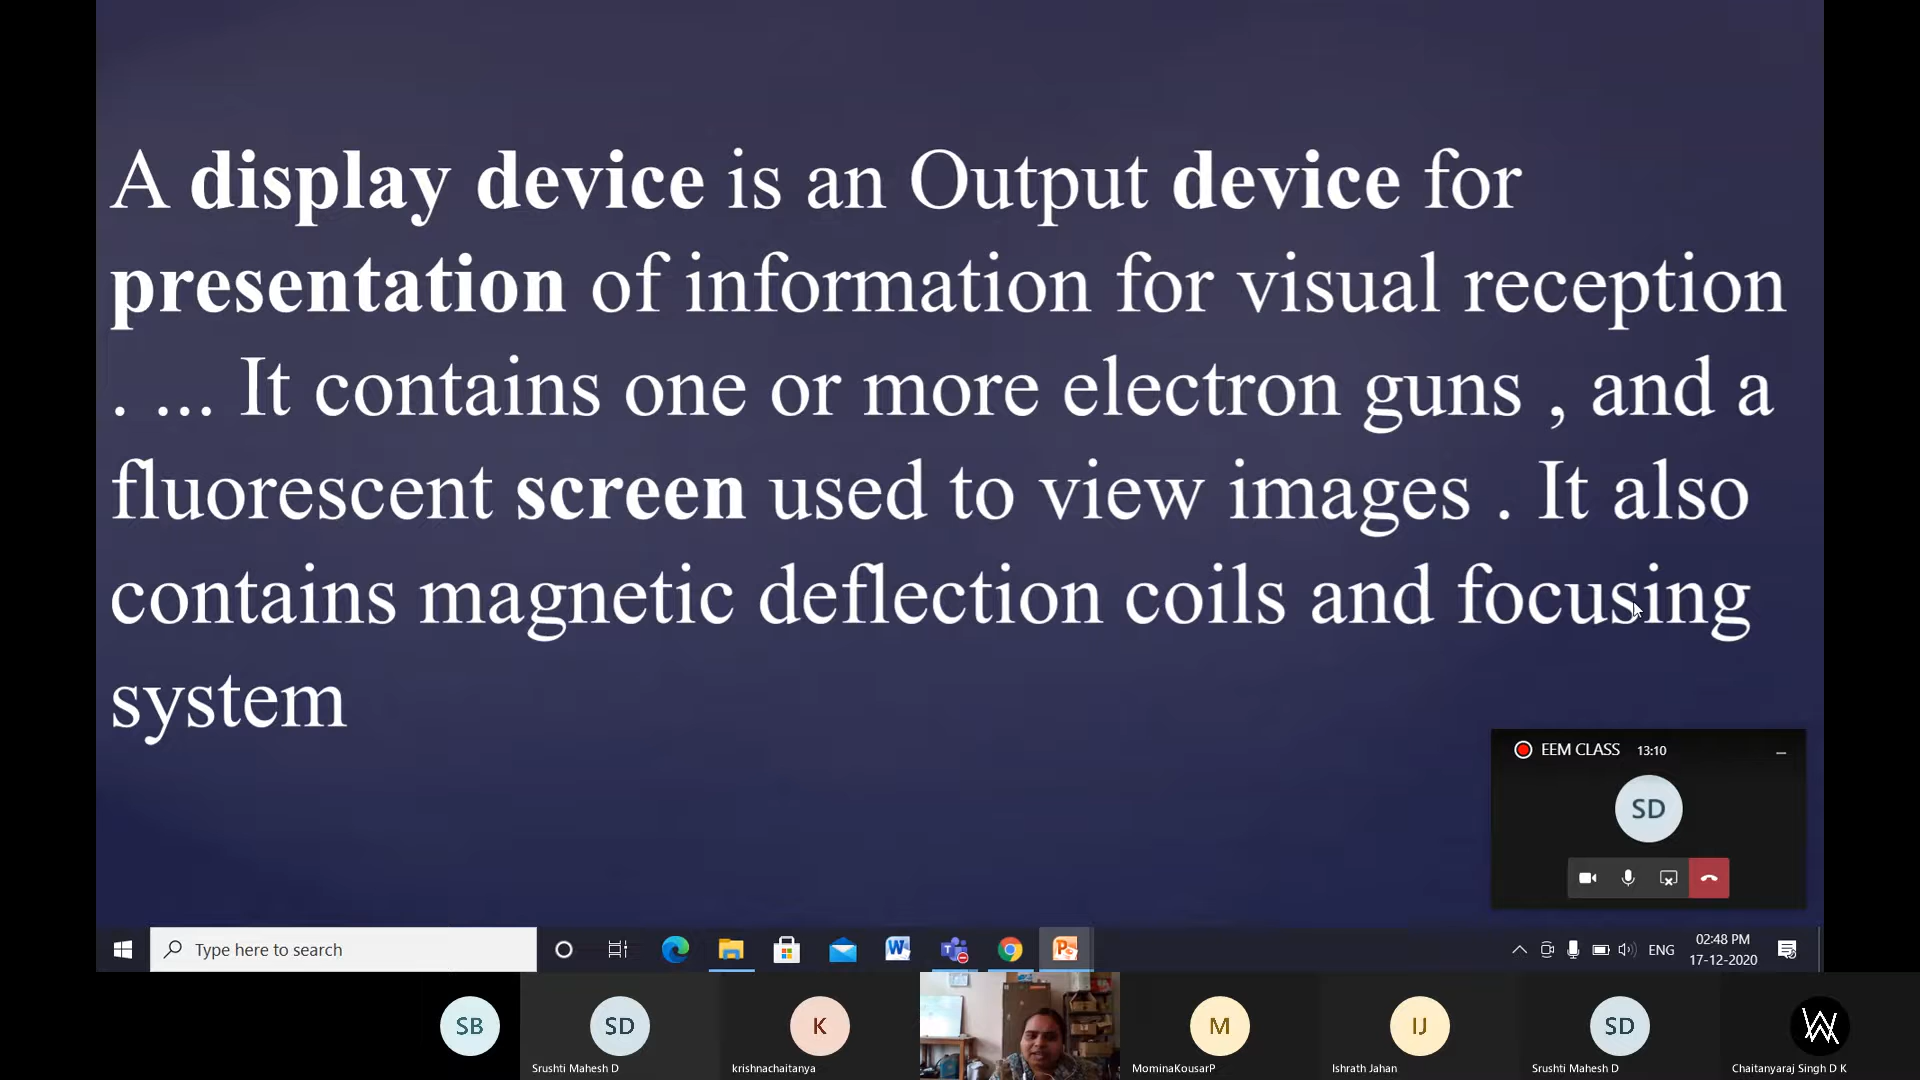 A display device is an Output device for
presentation of information for visual reception
. ... It contains one or more electron guns , and a
fluorescent screen used to view images . It also
contains magnetic deflection coils and focusing
system
EEM CLASS 13:10
SD
Type here to search
ENG
02:48 PM
17-12-2020
SB
SD
K
M
IJ
SD
Srushti Mahesh D
krishnachaitanya
MominaKousarP
Ishrath Jahan
Srushti Mahesh D
Chaitanyaraj Singh D K